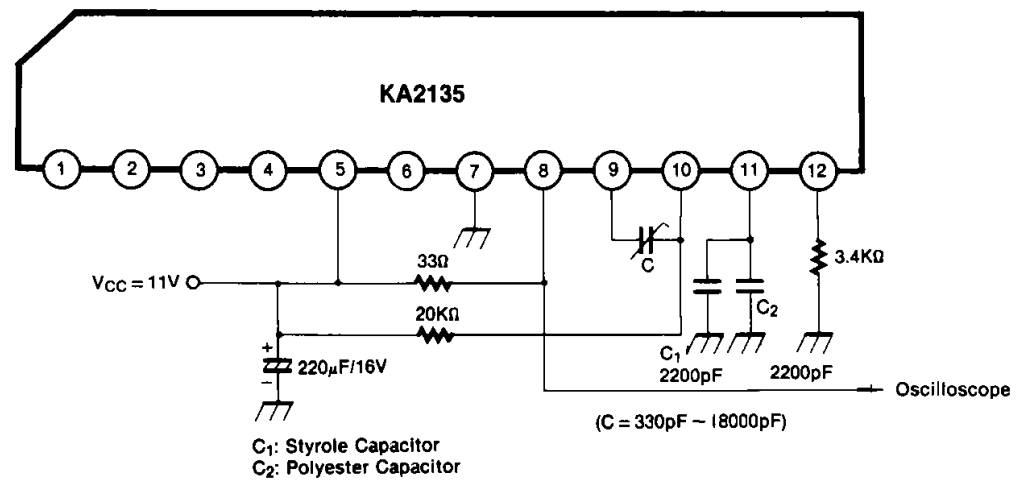 KA2135
1 2 3 4 5 6 7 8 9 10 11 12
33Ω
C
3.4KΩ
VCC = 11V
20KΩ
C2
+
220μF/16V
−
C1
2200pF
2200pF
Oscilloscope
(C = 330pF ~ 18000pF)
C1: Styrole Capacitor
C2: Polyester Capacitor